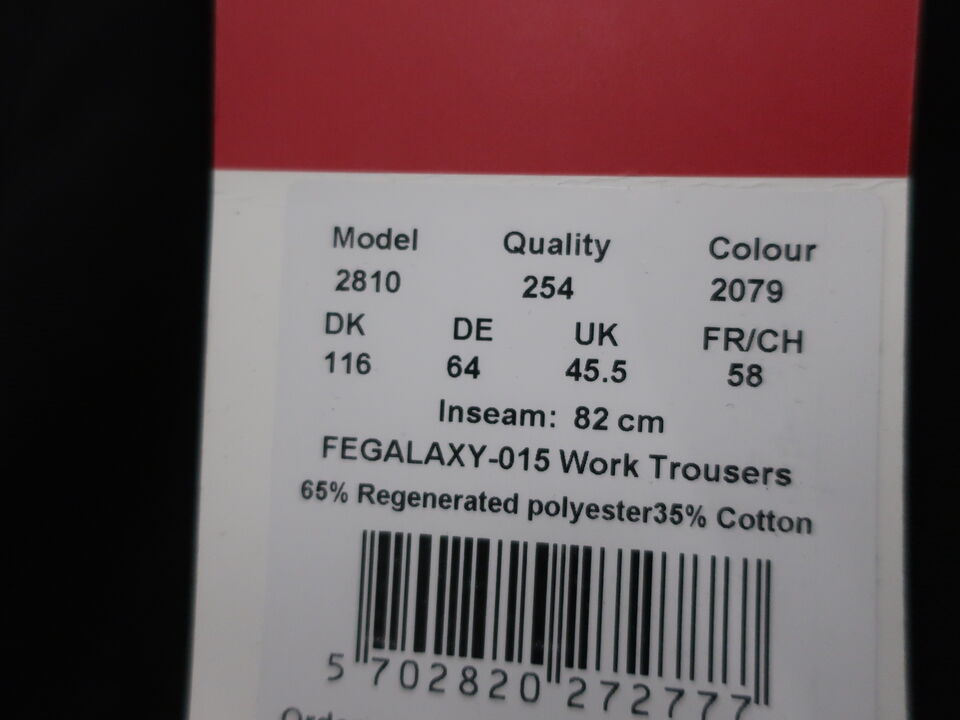 Model Quality Colour
2810 254 2079
DK DE UK FR/CH
116 64 45.5 58
Inseam: 82 cm
FEGALAXY-015 Work Trousers
65% Regenerated polyester35% Cotton
5 702820 272777